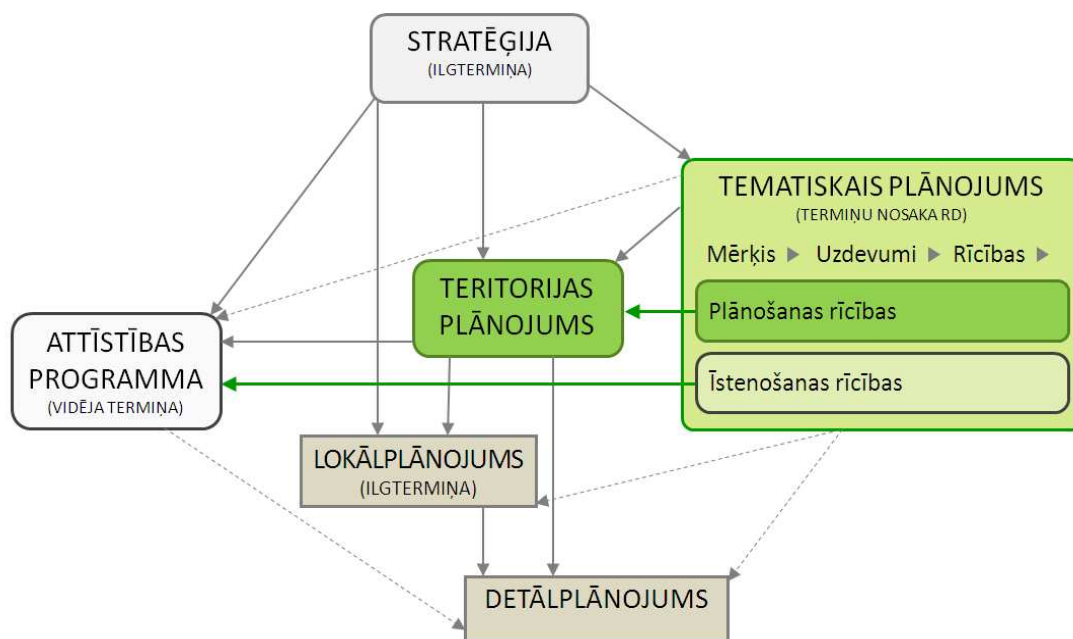 STRATĒĢIJA
(ILGTERMIŅA)
TEMATISKAIS PLĀNOJUMS
(TERMIŅU NOSAKA RD)
Mērķis ▶ Uzdevumi ▶ Rīcības ▶
Plānošanas rīcības
Īstenošanas rīcības
TERITORIJAS
PLĀNOJUMS
ATTĪSTĪBAS
PROGRAMMA
(VIDĒJA TERMIŅA)
LOKĀLPLĀNOJUMS
(ILGTERMIŅA)
DETĀLPLĀNOJUMS